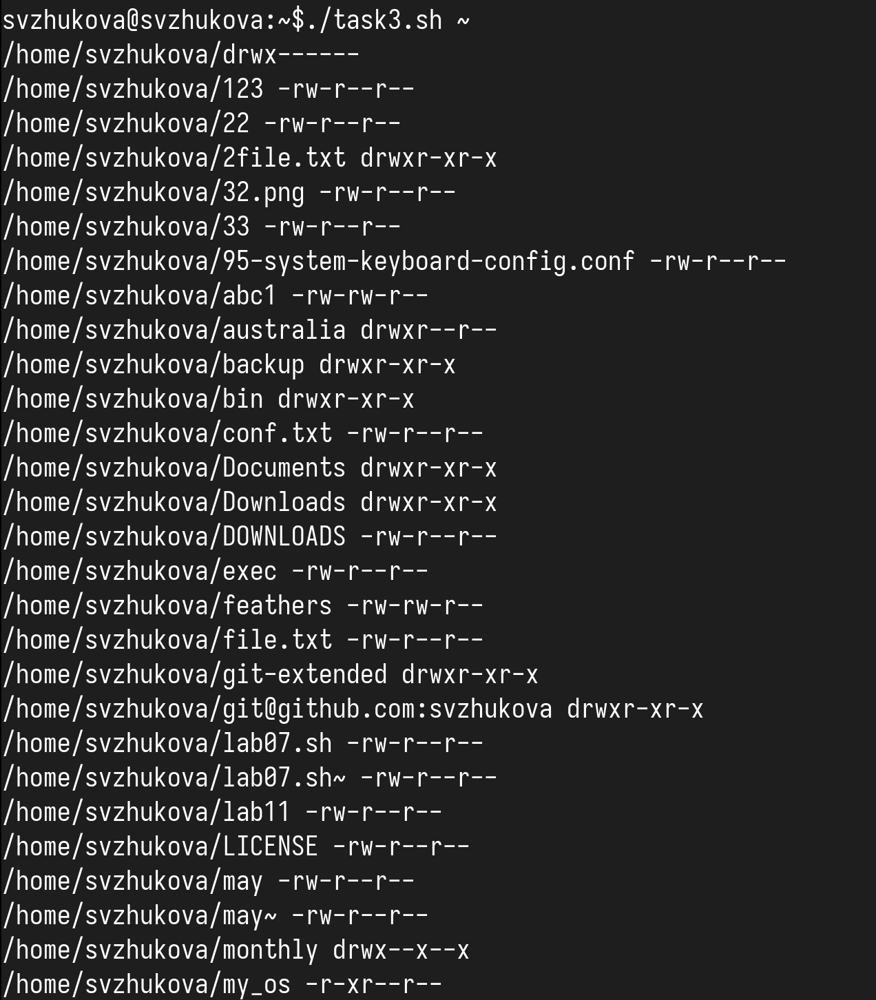 svzhukova@svzhukova:~$./task3.sh ~
/home/svzhukova/drwx------
/home/svzhukova/123 -rw-r--r--
/home/svzhukova/22 -rw-r--r--
/home/svzhukova/2file.txt drwxr-xr-x
/home/svzhukova/32.png -rw-r--r--
/home/svzhukova/33 -rw-r--r--
/home/svzhukova/95-system-keyboard-config.conf -rw-r--r--
/home/svzhukova/abc1 -rw-rw-r--
/home/svzhukova/australia drwxr--r--
/home/svzhukova/backup drwxr-xr-x
/home/svzhukova/bin drwxr-xr-x
/home/svzhukova/conf.txt -rw-r--r--
/home/svzhukova/Documents drwxr-xr-x
/home/svzhukova/Downloads drwxr-xr-x
/home/svzhukova/DOWNLOADS -rw-r--r--
/home/svzhukova/exec -rw-r--r--
/home/svzhukova/feathers -rw-rw-r--
/home/svzhukova/file.txt -rw-r--r--
/home/svzhukova/git-extended drwxr-xr-x
/home/svzhukova/git@github.com:svzhukova drwxr-xr-x
/home/svzhukova/lab07.sh -rw-r--r--
/home/svzhukova/lab07.sh~ -rw-r--r--
/home/svzhukova/lab11 -rw-r--r--
/home/svzhukova/LICENSE -rw-r--r--
/home/svzhukova/may -rw-r--r--
/home/svzhukova/may~ -rw-r--r--
/home/svzhukova/monthly drwx--x--x
/home/svzhukova/my_os -r-xr--r--